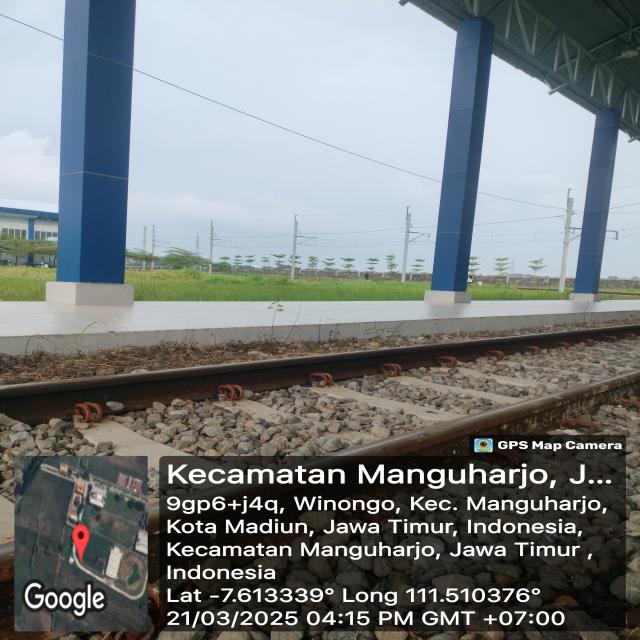 GPS Map Camera
Kecamatan Manguharjo, J...
9gp6+j4q, Winongo, Kec. Manguharjo,
Kota Madiun, Jawa Timur, Indonesia,
Kecamatan Manguharjo, Jawa Timur ,
Indonesia
Lat -7.613339° Long 111.510376°
21/03/2025 04:15 PM GMT +07:00
Google